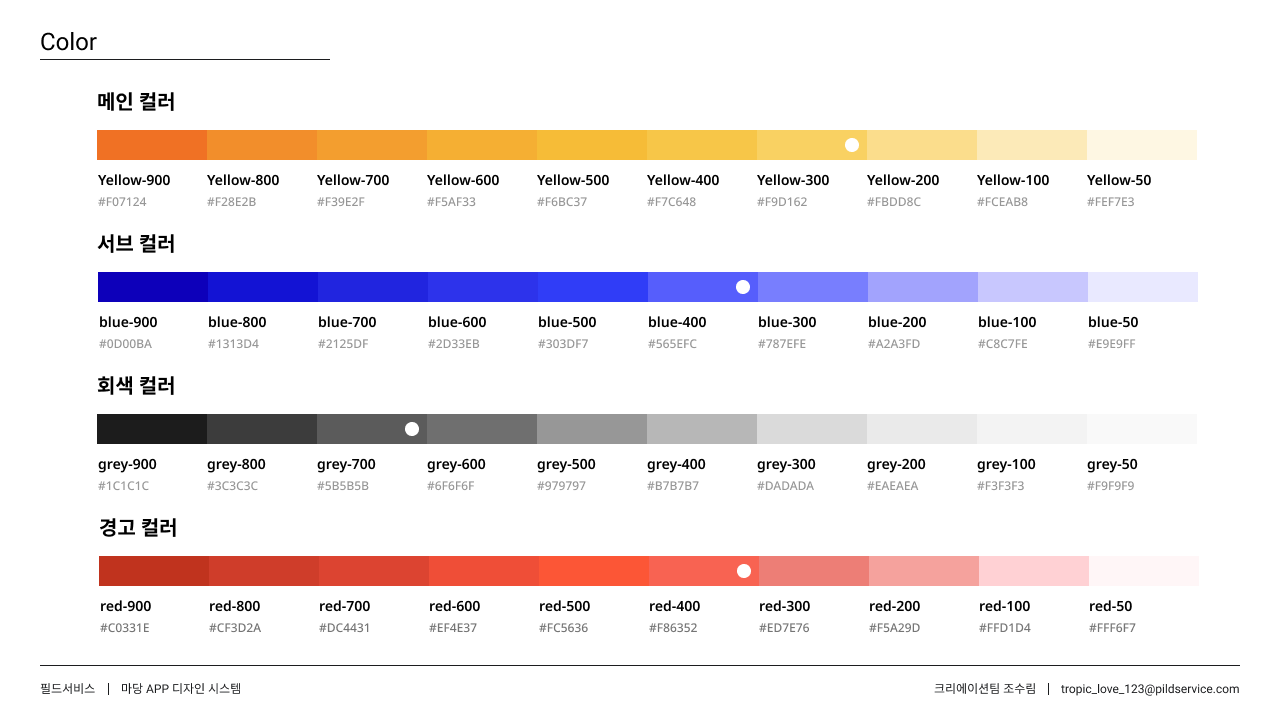 Color
메인 컬러
Yellow-900 Yellow-800 Yellow-700 Yellow-600 Yellow-500 Yellow-400 Yellow-300 Yellow-200 Yellow-100 Yellow-50
#F07124 #F28E2B #F39E2F #F5AF33 #F6BC37 #F7C648 #F9D162 #FBDD8C #FCEAB8 #FEF7E3
서브 컬러
blue-900 blue-800 blue-700 blue-600 blue-500 blue-400 blue-300 blue-200 blue-100 blue-50
#0D00BA #1313D4 #2125DF #2D33EB #303DF7 #565EFC #787EFE #A2A3FD #C8C7FE #E9E9FF
회색 컬러
grey-900 grey-800 grey-700 grey-600 grey-500 grey-400 grey-300 grey-200 grey-100 grey-50
#1C1C1C #3C3C3C #5B5B5B #6F6F6F #979797 #B7B7B7 #DADADA #EAEAEA #F3F3F3 #F9F9F9
경고 컬러
red-900 red-800 red-700 red-600 red-500 red-400 red-300 red-200 red-100 red-50
#C0331E #CF3D2A #DC4431 #EF4E37 #FC5636 #F86352 #ED7E76 #F5A29D #FFD1D4 #FFF6F7
필드서비스 | 마당 APP 디자인 시스템 크리에이션팀 조수림 | tropic_love_123@pildservice.com